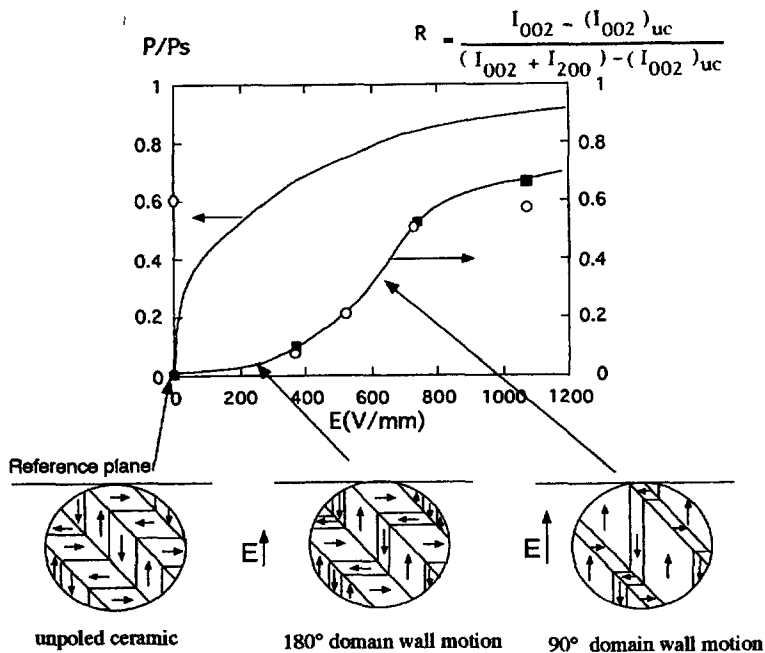 P/Ps
R = I002 - (I002)uc / (I002 + I200) - (I002)uc
1
0.8
0.6
0.4
0.2
0
1
0.8
0.6
0.4
0.2
0
0 200 400 600 800 1000 1200
E(V/mm)
Reference plane
E
E
unpoled ceramic
180° domain wall motion
90° domain wall motion